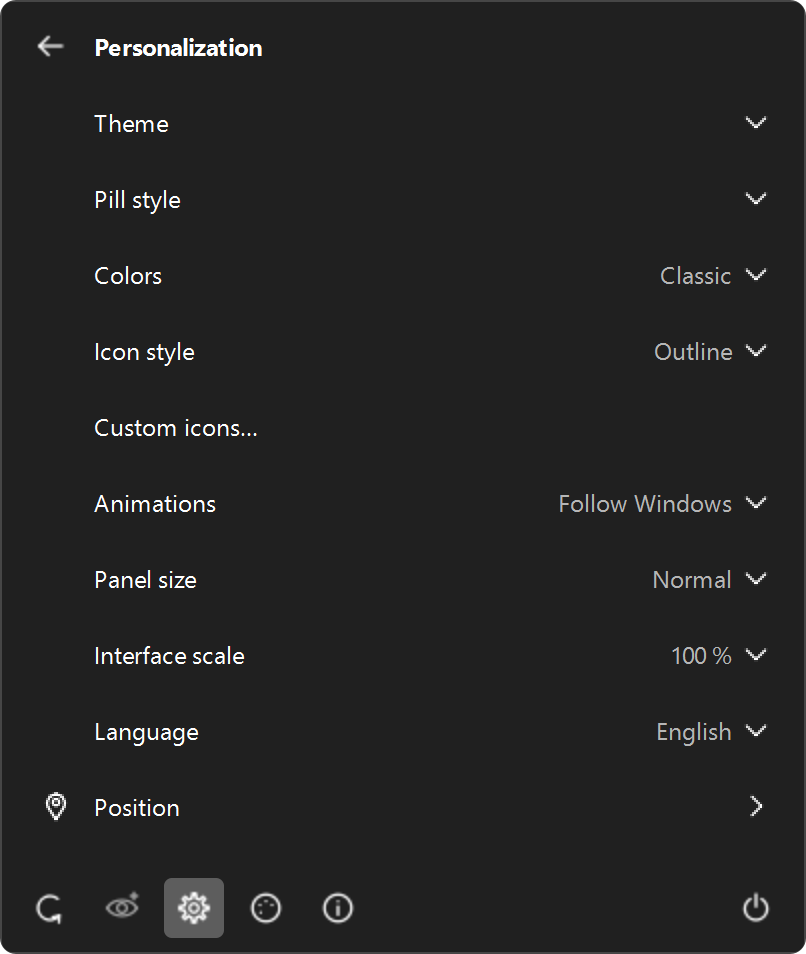 Personalization
Theme
Pill style
Colors Classic
Icon style Outline
Custom icons...
Animations Follow Windows
Panel size Normal
Interface scale 100 %
Language English
Position